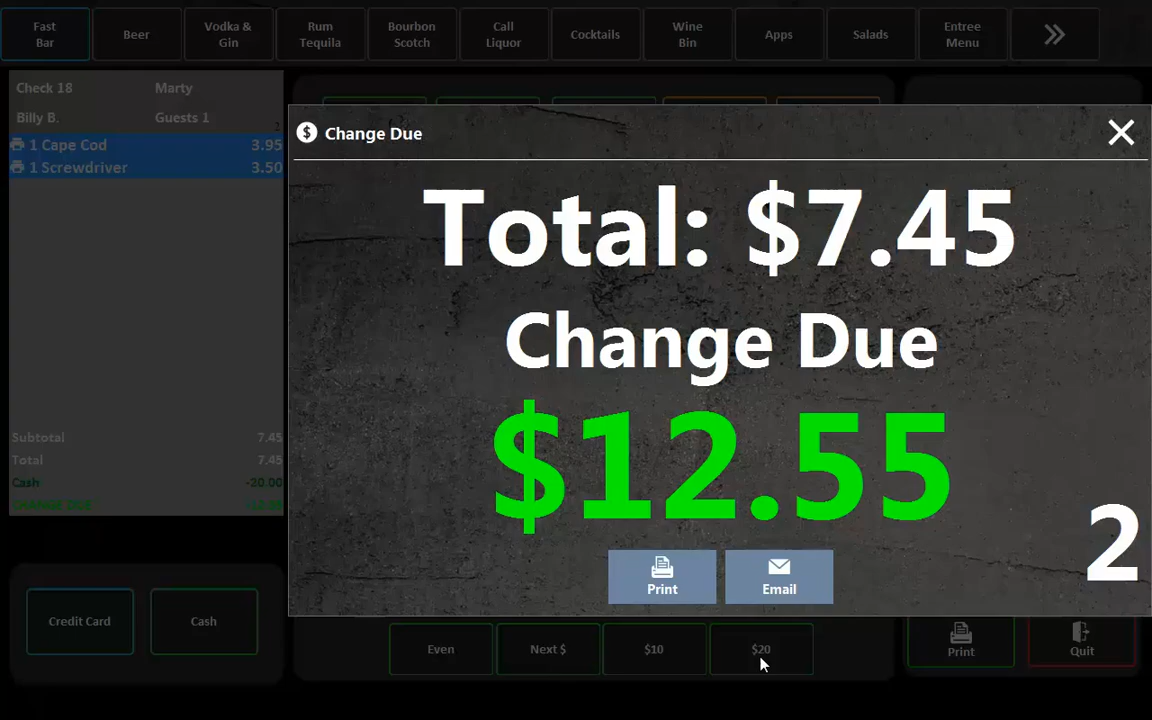 Fast
Bar
Beer
Vodka &
Gin
Rum
Tequila
Bourbon
Scotch
Call
Liquor
Cocktails
Wine
Bin
Apps
Salads
Entree
Menu
Check 18 Marty
Billy B. Guests 1
1
1 Cape Cod 3.95
1 Screwdriver 3.50
Subtotal 7.45
Total 7.45
Cash -20.00
CHANGE DUE
Change Due
Total: $7.45
Change Due
$12.55
2
Print
Email
Credit Card
Cash
Even
Next $
$10
$20
Print
Quit